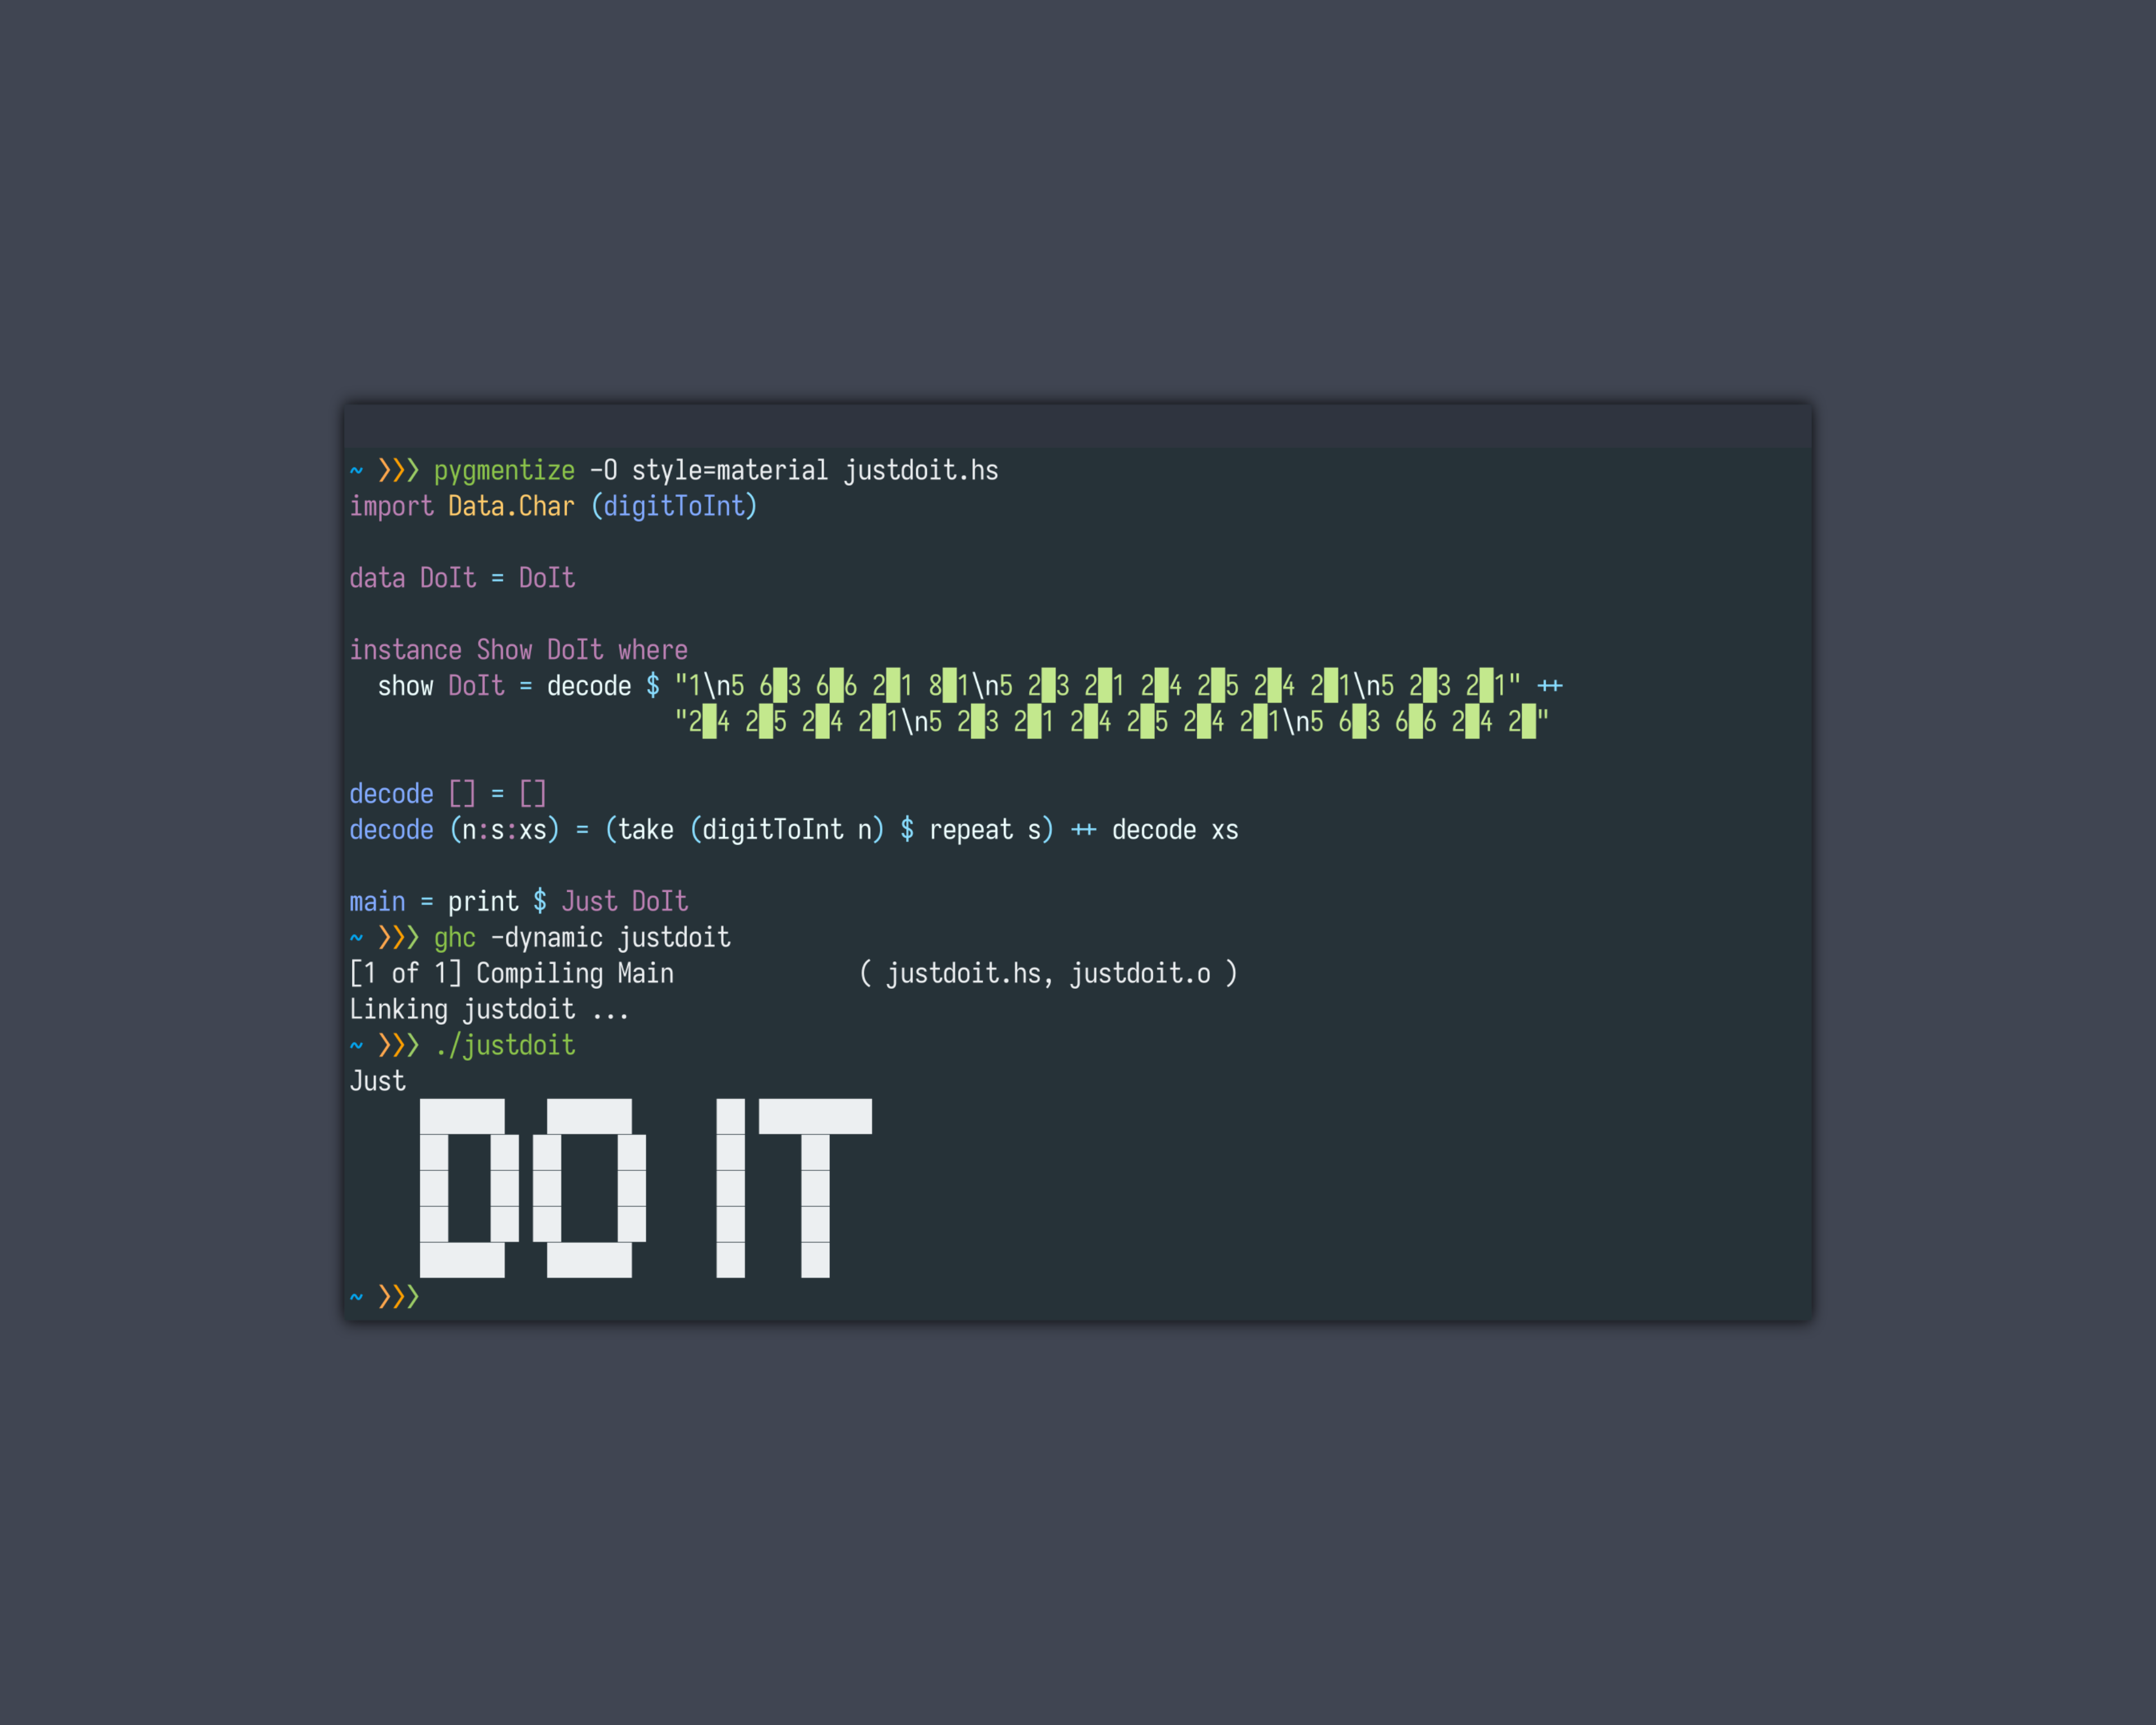 ~ ❯❯❯ pygmentize -O style=material justdoit.hs
import Data.Char (digitToInt)
data DoIt = DoIt
instance Show DoIt where
  show DoIt = decode $ "1\n5 6█3 6█6 2█1 8█1\n5 2█3 2█1 2█4 2█5 2█4 2█1\n5 2█3 2█1" ++
                       "2█4 2█5 2█4 2█1\n5 2█3 2█1 2█4 2█5 2█4 2█1\n5 6█3 6█6 2█4 2█"
decode [] = []
decode (n:s:xs) = (take (digitToInt n) $ repeat s) ++ decode xs
main = print $ Just DoIt
~ ❯❯❯ ghc -dynamic justdoit
[1 of 1] Compiling Main             ( justdoit.hs, justdoit.o )
Linking justdoit ...
~ ❯❯❯ ./justdoit
Just
DO IT
~ ❯❯❯